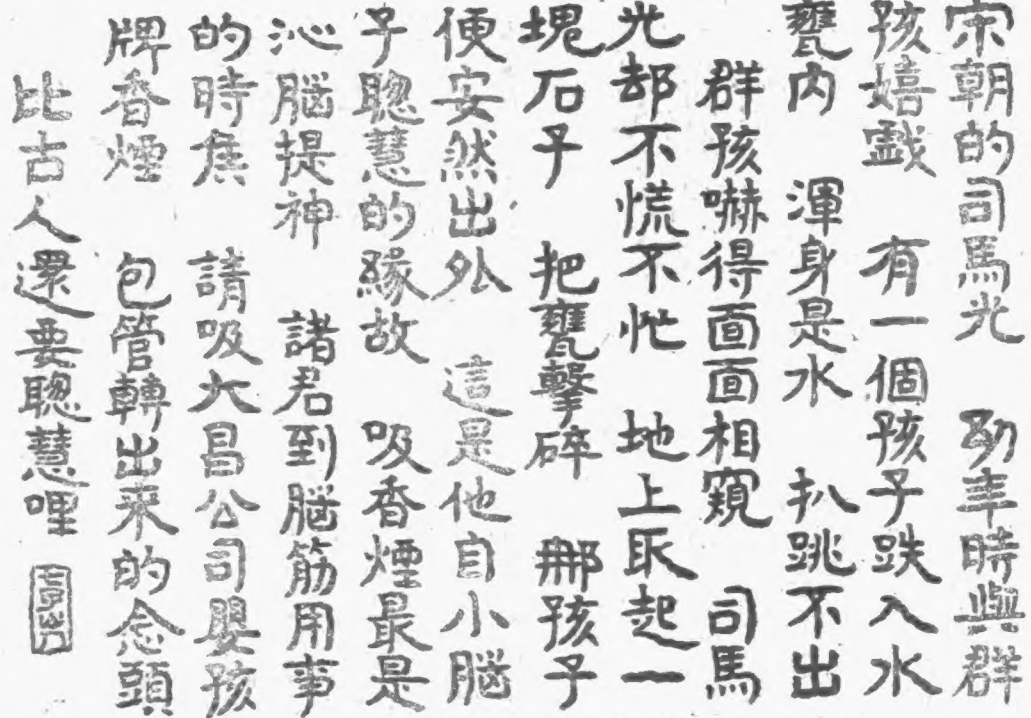 宋朝的司馬光 幼年時與群
孩嬉戲 有一個孩子跌入水
甕內 渾身是水 扒跳不出
群孩嚇得面面相窺 司馬
光却不慌不忙 地上取起一
塊石子 把甕擊碎 那孩子
便安然出外 這是他自小腦
子聰慧的緣故 吸香煙最是
沁腦提神 諸君到腦筋用事
的時候 請吸大昌公司嬰孩
牌香煙 包管轉出來的念頭
比古人還要聰慧哩